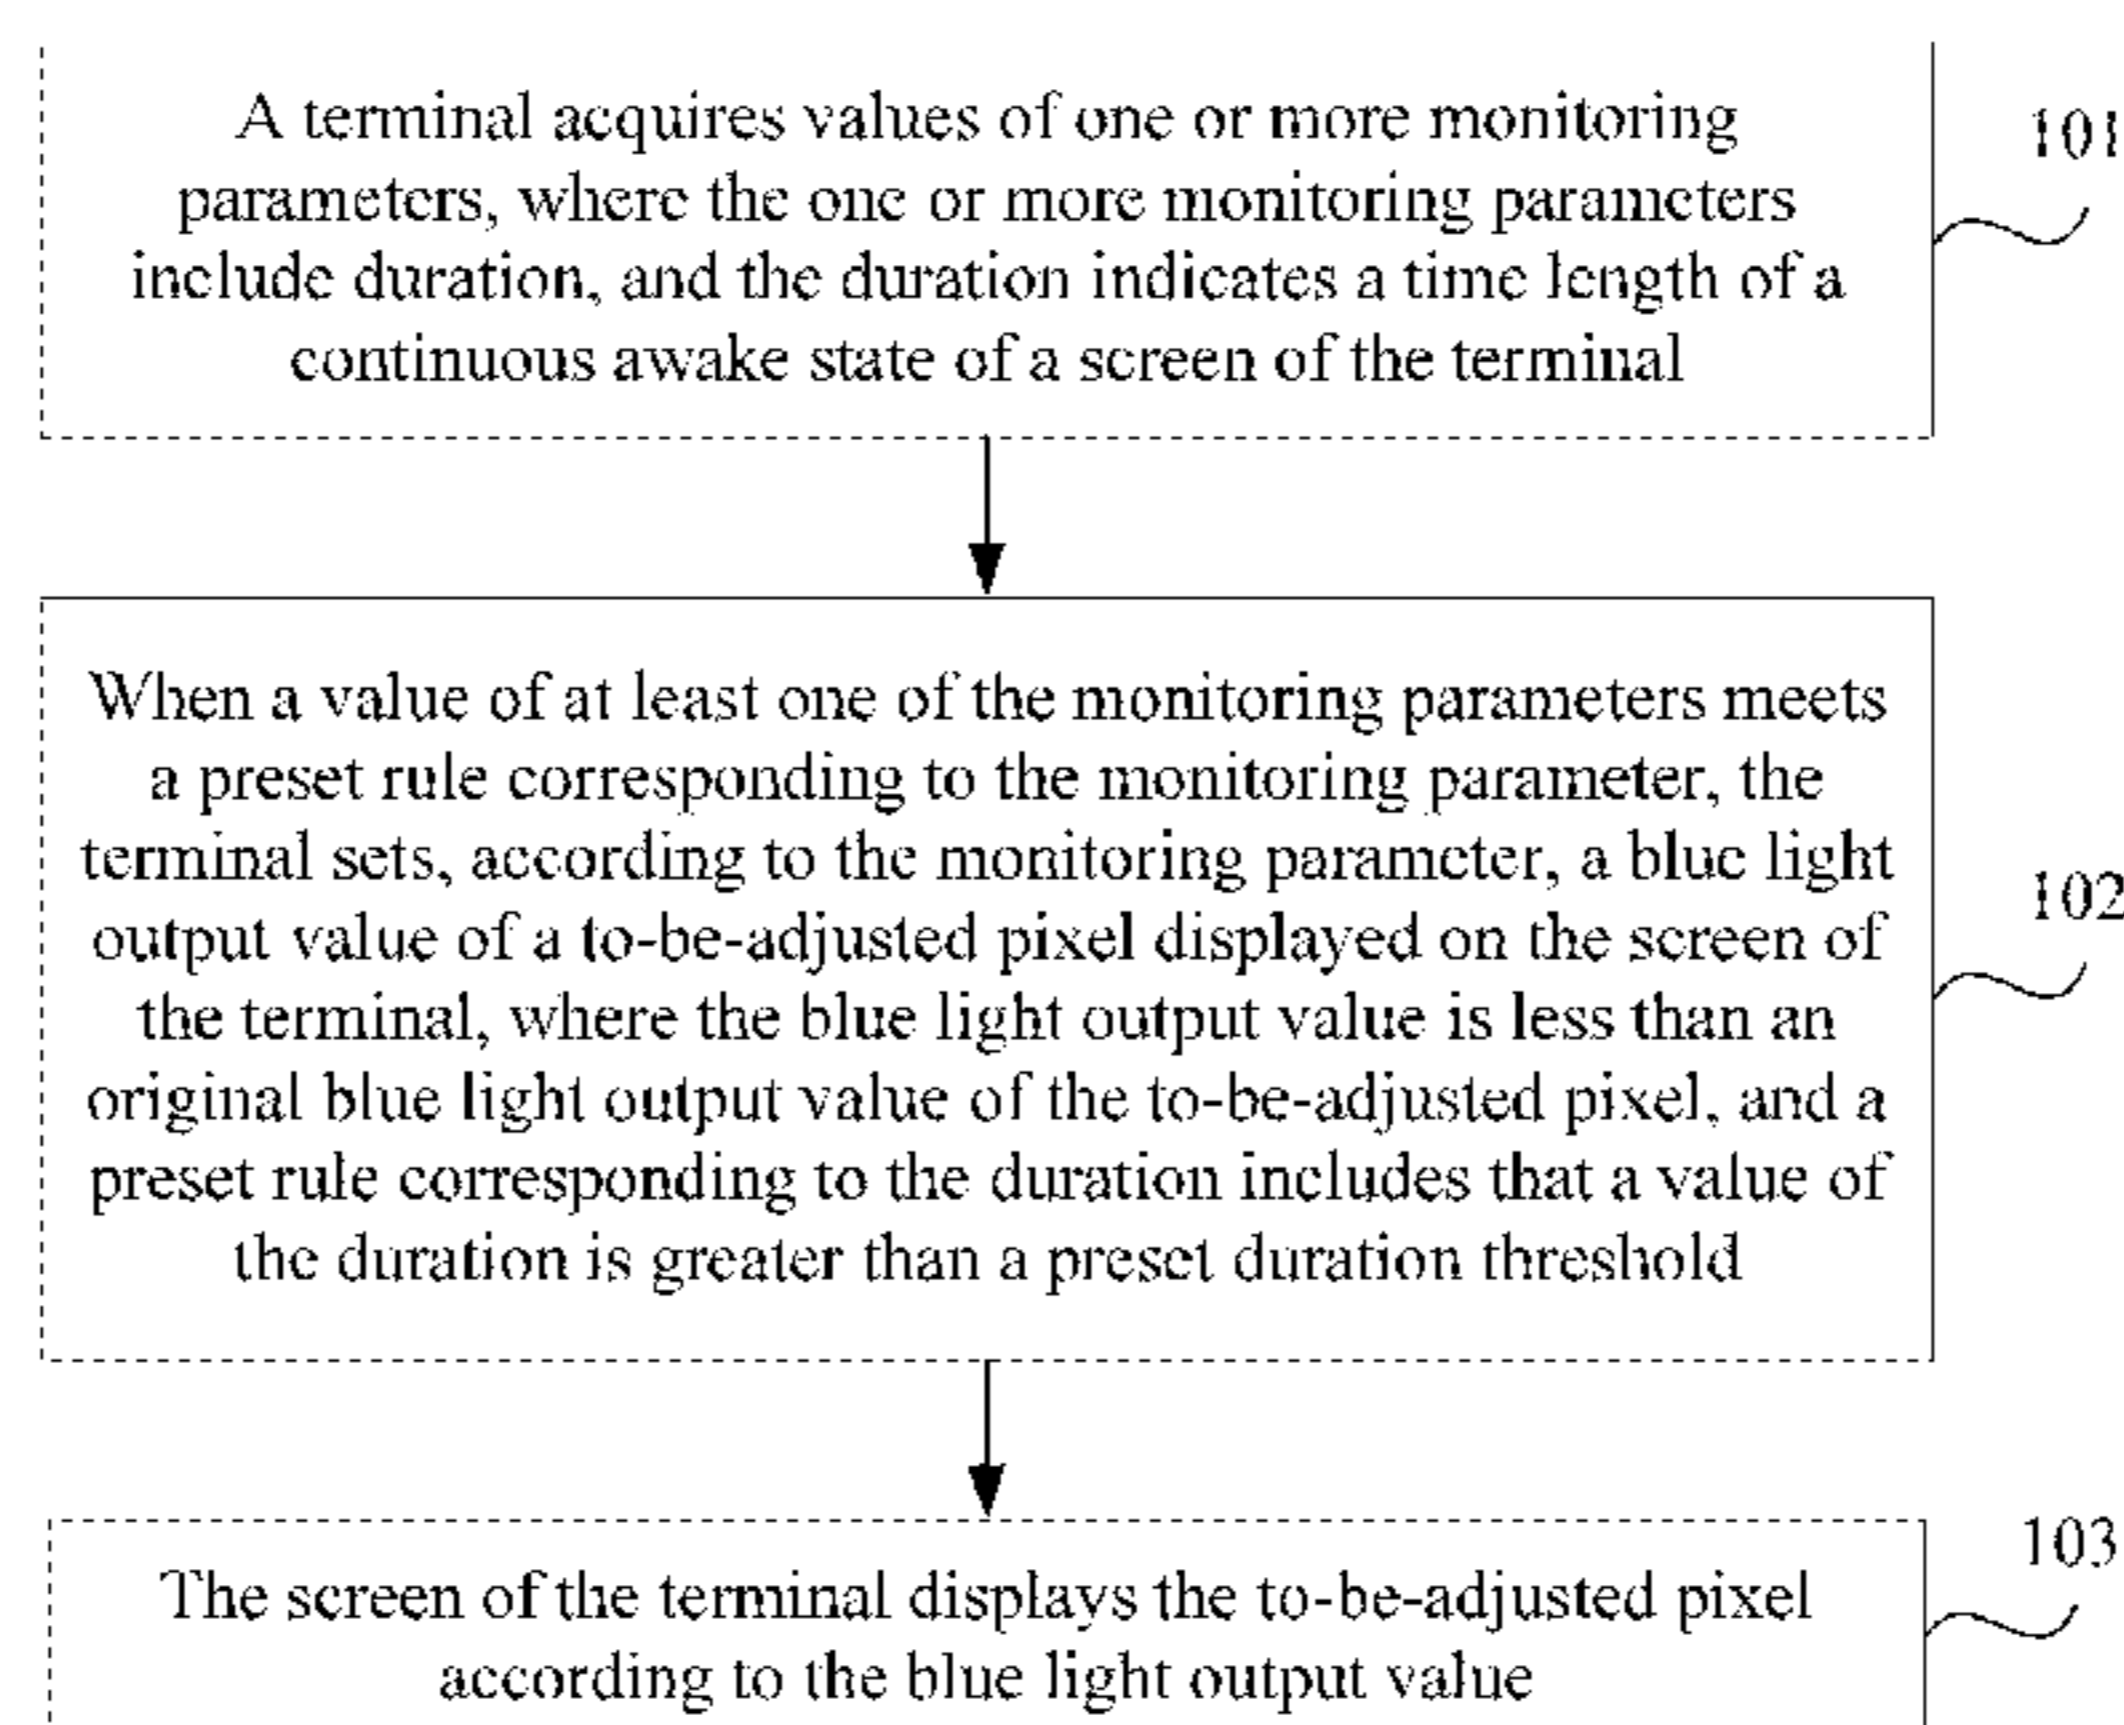 A terminal acquires values of one or more monitoring
parameters, where the one or more monitoring parameters
include duration, and the duration indicates a time length of a
continuous awake state of a screen of the terminal
101
When a value of at least one of the monitoring parameters meets
a preset rule corresponding to the monitoring parameter, the
terminal sets, according to the monitoring parameter, a blue light
output value of a to-be-adjusted pixel displayed on the screen of
the terminal, where the blue light output value is less than an
original blue light output value of the to-be-adjusted pixel, and a
preset rule corresponding to the duration includes that a value of
the duration is greater than a preset duration threshold
102
The screen of the terminal displays the to-be-adjusted pixel
according to the blue light output value
103